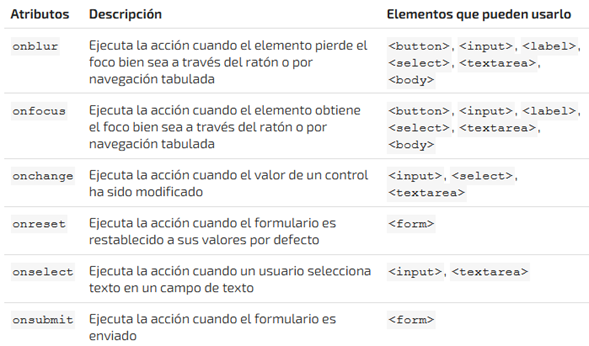 Atributos Descripción Elementos que pueden usarlo
onblur Ejecuta la acción cuando el elemento pierde el <button>, <input>, <label>,
foco bien sea a través del ratón o por <select>, <textarea>,
navegación tabulada <body>
onfocus Ejecuta la acción cuando el elemento obtiene <button>, <input>, <label>,
el foco bien sea a través del ratón o por <select>, <textarea>,
navegación tabulada <body>
onchange Ejecuta la acción cuando el valor de un control <input>, <select>,
ha sido modificado <textarea>
onreset Ejecuta la acción cuando el formulario es <form>
restablecido a sus valores por defecto
onselect Ejecuta la acción cuando un usuario selecciona <input>, <textarea>
texto en un campo de texto
onsubmit Ejecuta la acción cuando el formulario es <form>
enviado